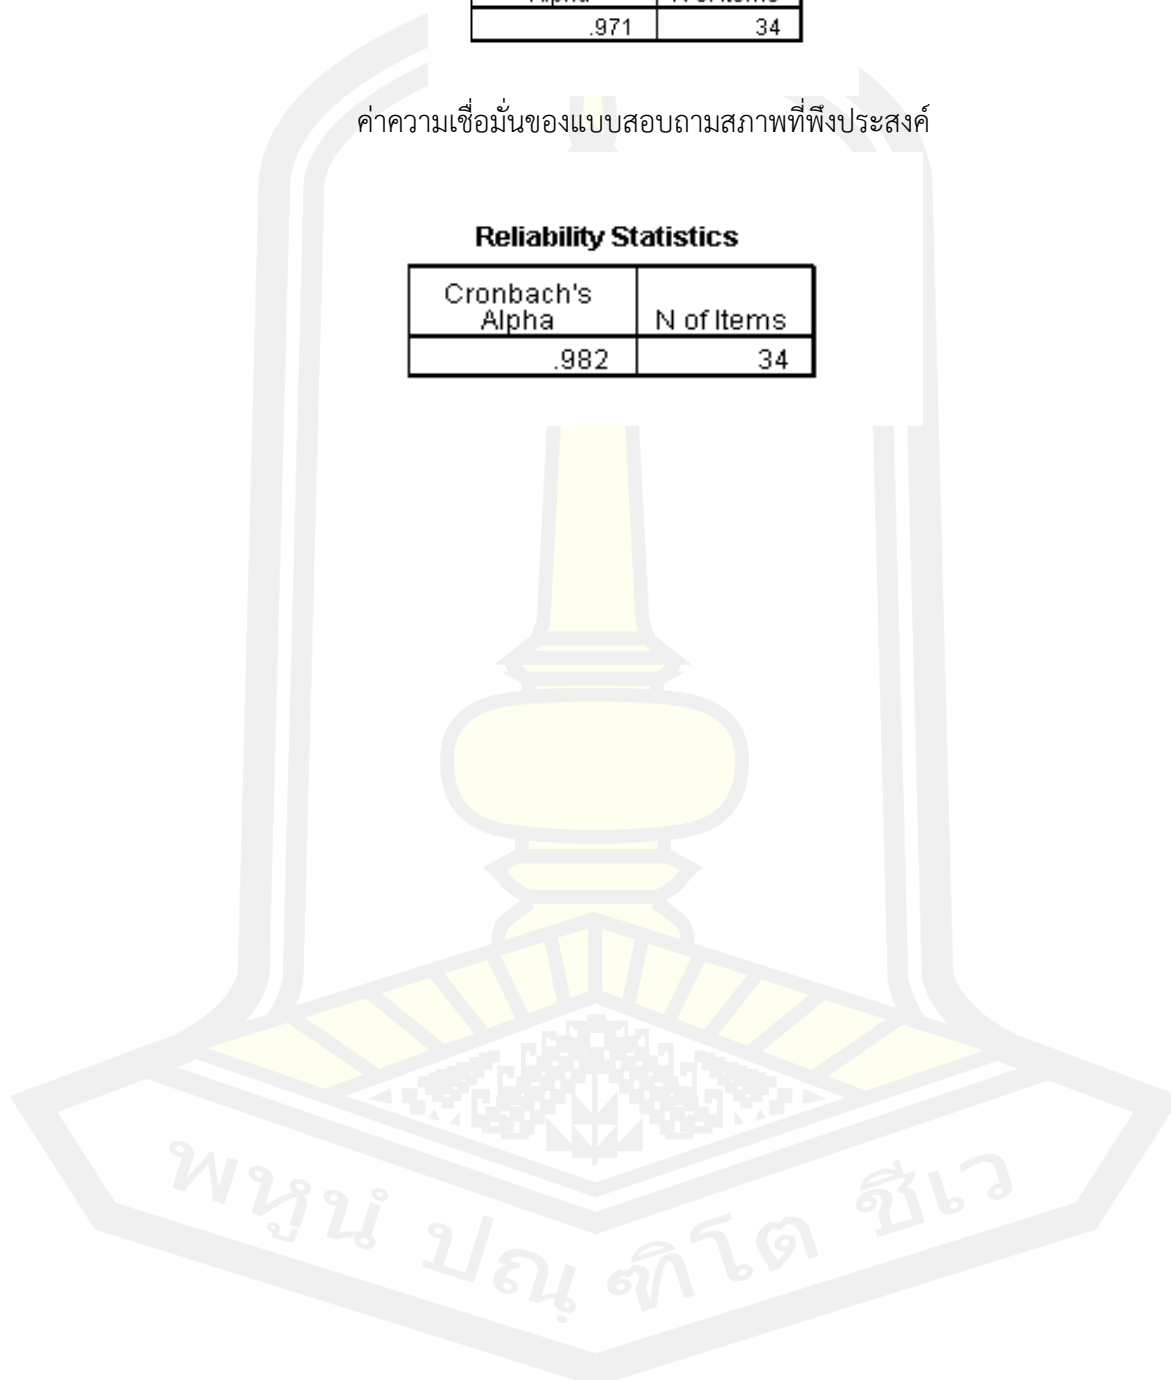 .971 34
ค่าความเชื่อมั่นของแบบสอบถามสภาพที่พึงประสงค์
Reliability Statistics
Cronbach's
Alpha N of Items
.982 34
พหูนํ ปณฺฑิโต ชีเว